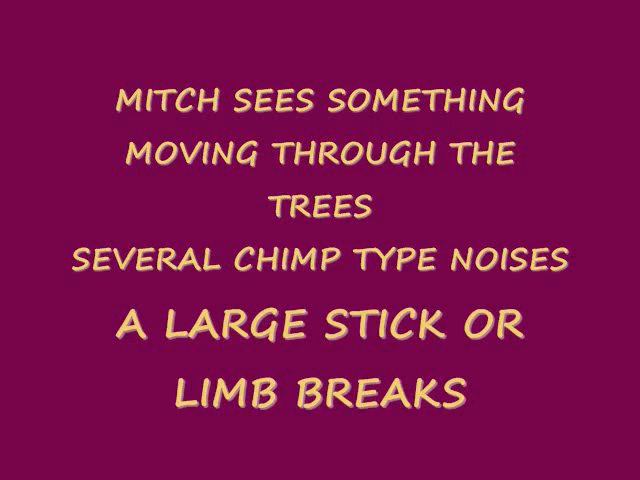 MITCH SEES SOMETHING
MOVING THROUGH THE
TREES
SEVERAL CHIMP TYPE NOISES
A LARGE STICK OR
LIMB BREAKS